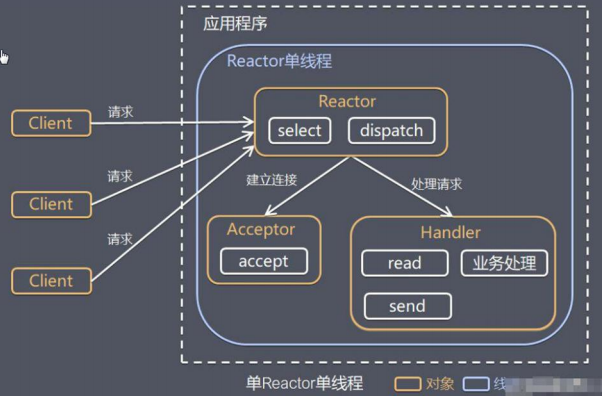 应用程序
Reactor单线程
Reactor
select
dispatch
Client
请求
Client
请求
Client
请求
建立连接
处理请求
Acceptor
accept
Handler
read
业务处理
send
单Reactor单线程
对象
线